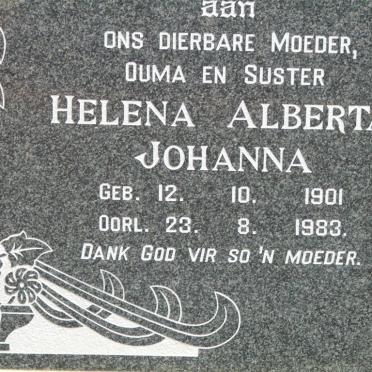 aan
ONS DIERBARE MOEDER,
OUMA EN SUSTER
HELENA ALBERTA
JOHANNA
GEB. 12. 10. 1901
OORL. 23. 8. 1983.
DANK GOD VIR SO 'N MOEDER.